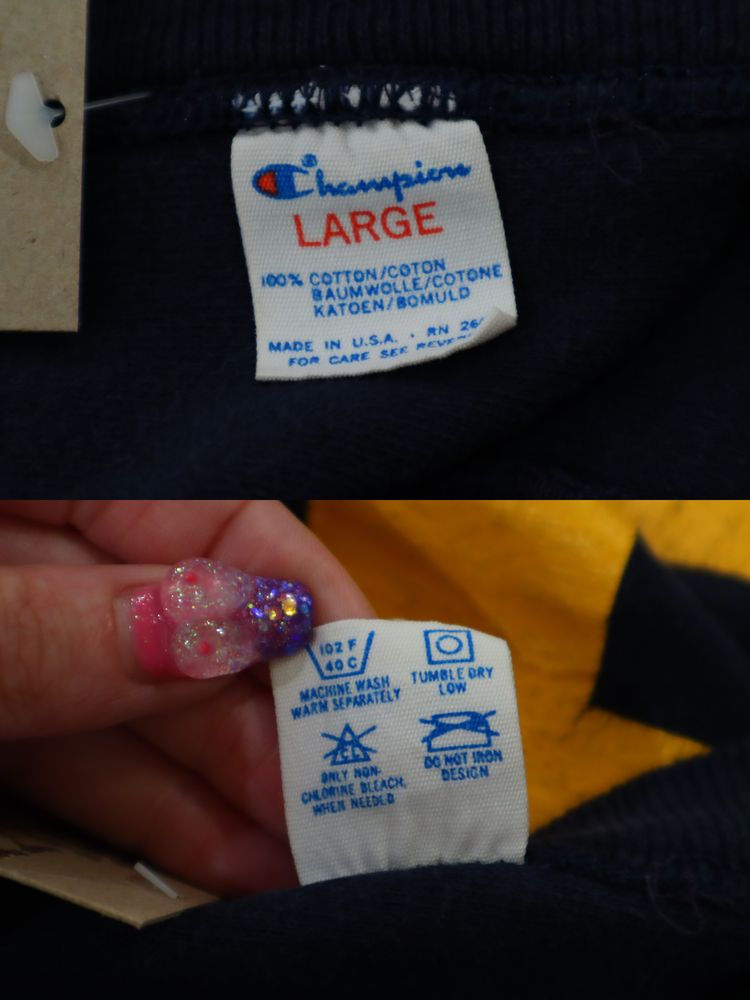 Champion®
LARGE
100% COTTON/COTON
BAUMWOLLE/COTONE
KATOEN/BOMULD
MADE IN U.S.A. · RN
FOR CARE SEE
102 F
40 C
MACHINE WASH
WARM SEPARATELY
TUMBLE DRY
LOW
CL
ONLY NON-
CHLORINE BLEACH,
WHEN NEEDED
DO NOT IRON
DESIGN